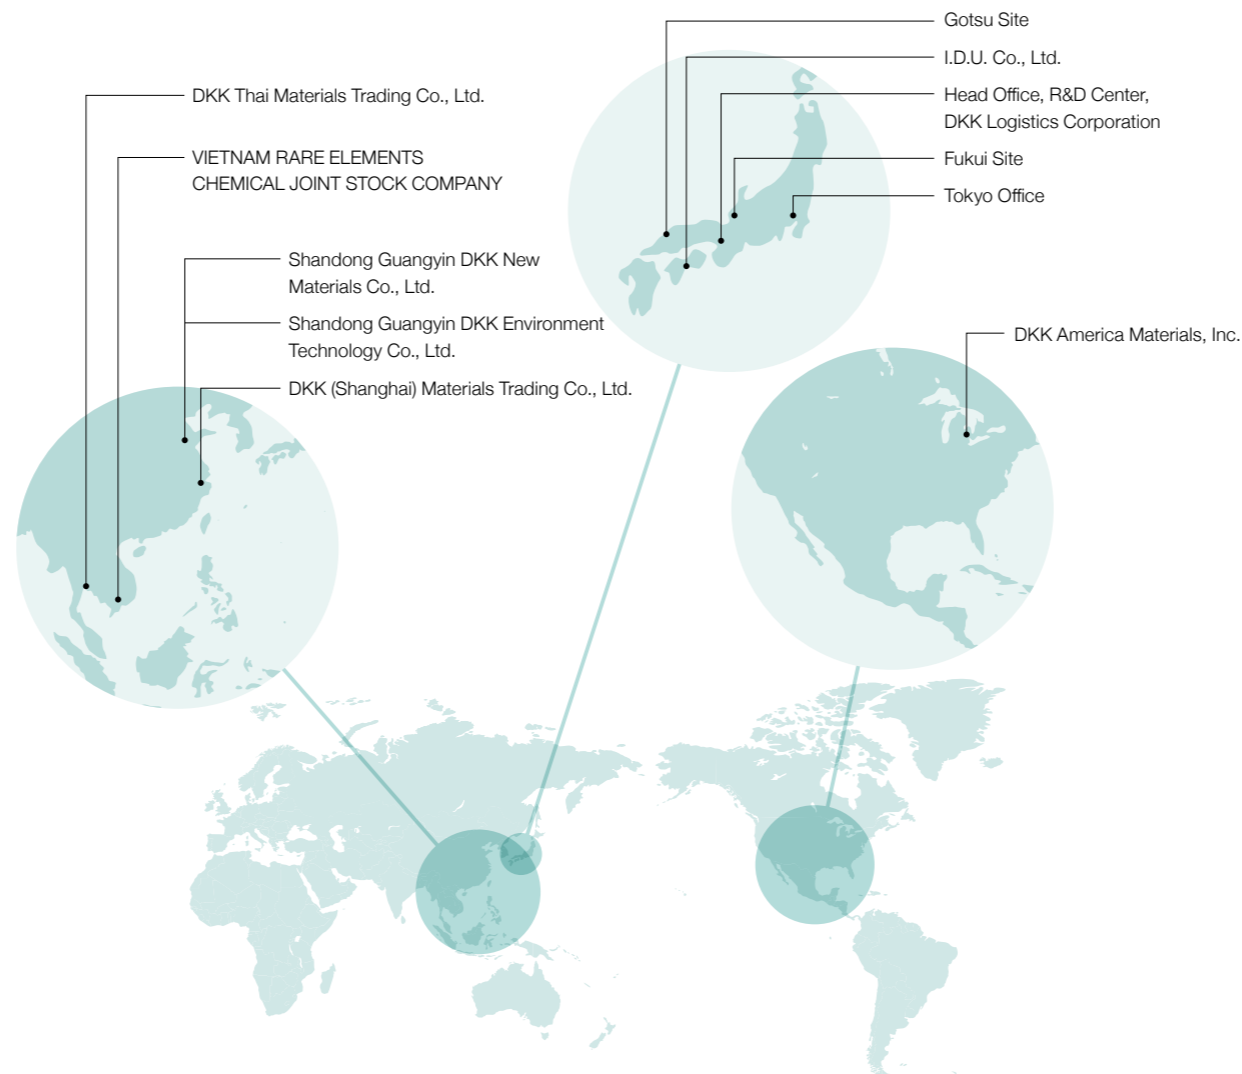 Gotsu Site
I.D.U. Co., Ltd.
Head Office, R&D Center,
DKK Logistics Corporation
Fukui Site
Tokyo Office
DKK Thai Materials Trading Co., Ltd.
VIETNAM RARE ELEMENTS
CHEMICAL JOINT STOCK COMPANY
Shandong Guangyin DKK New
Materials Co., Ltd.
Shandong Guangyin DKK Environment
Technology Co., Ltd.
DKK (Shanghai) Materials Trading Co., Ltd.
DKK America Materials, Inc.